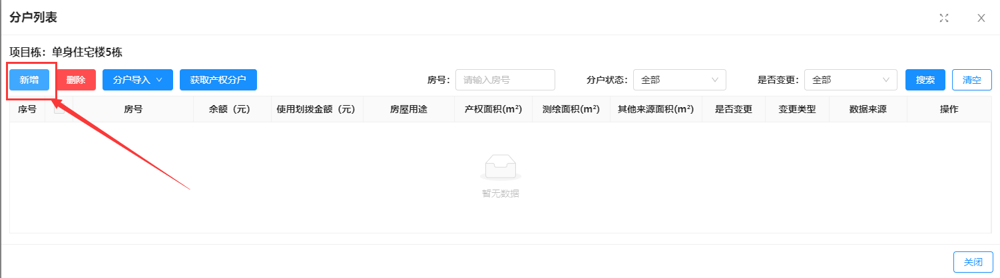 分户列表
项目栋：单身住宅楼5栋
新增 删除 分户导入 获取产权分户 房号： 请输入房号 分户状态： 全部 是否变更： 全部 搜索 清空
序号 房号 余额（元） 使用划拨金额（元） 房屋用途 产权面积(m²) 测绘面积(m²) 其他来源面积(m²) 是否变更 变更类型 数据来源 操作
暂无数据
关闭